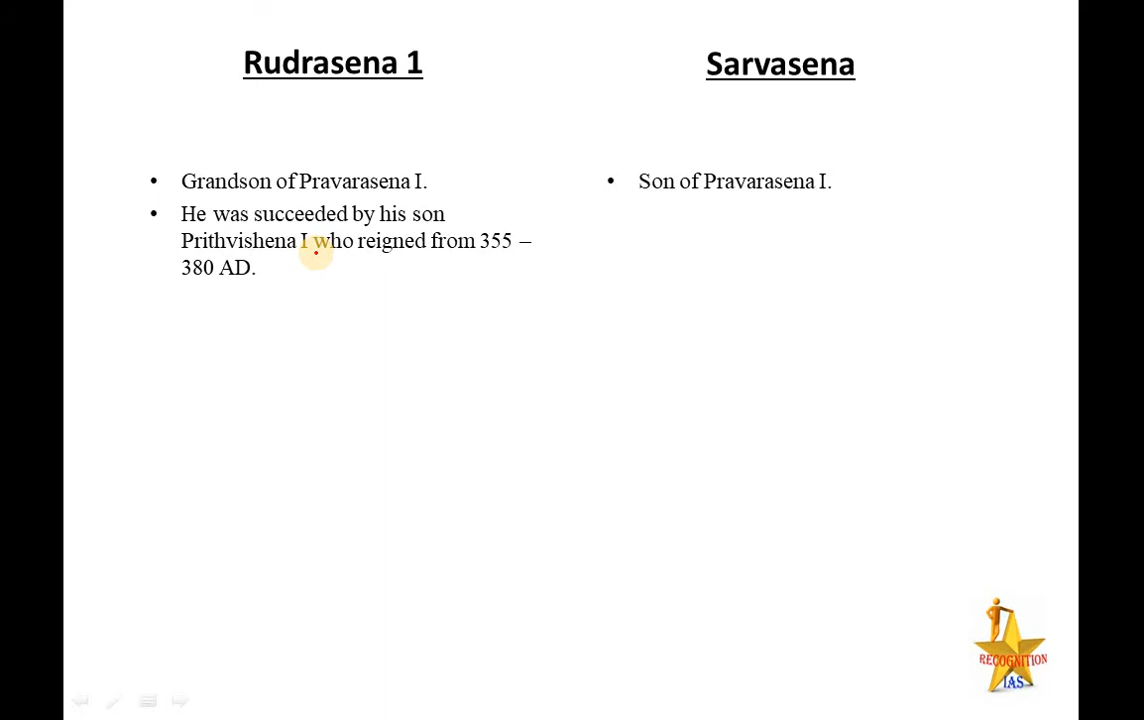 Rudrasena 1
• Grandson of Pravarasena I.
• He was succeeded by his son
Prithvishena I who reigned from 355 –
380 AD.
Sarvasena
• Son of Pravarasena I.
RECOGNITION
IAS